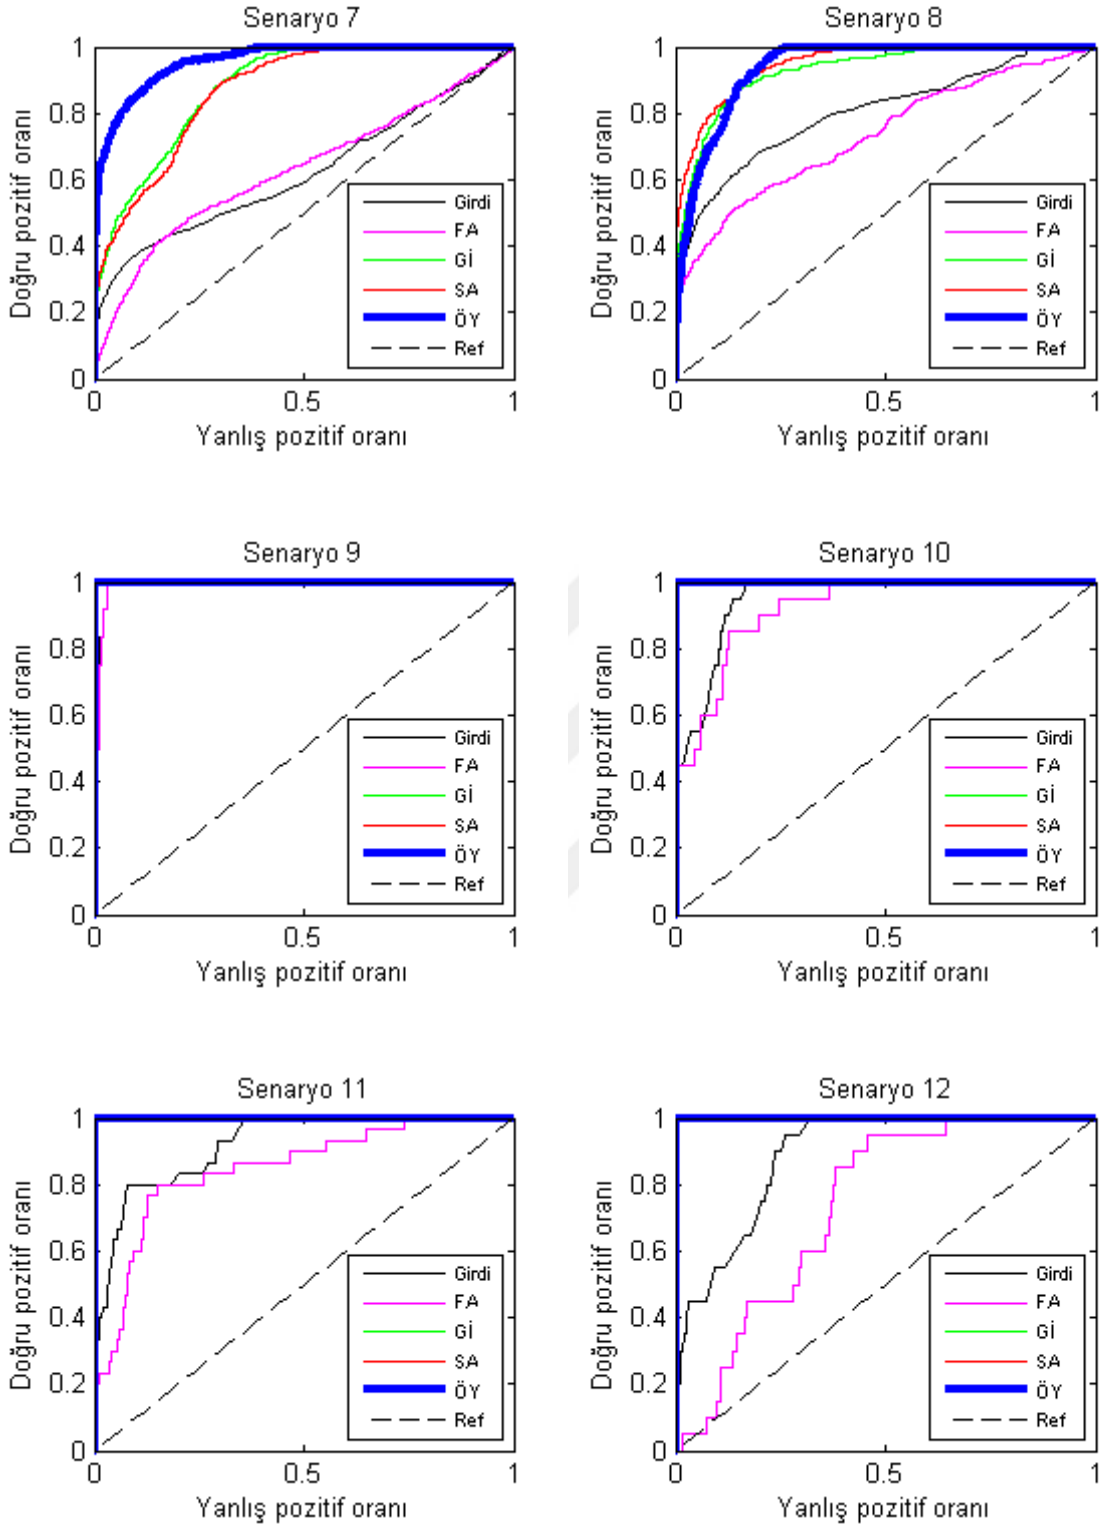 Senaryo 7
1
0.8
0.6
0.4
0.2
0
0 0.5 1
Doğru pozitif oranı
Yanlış pozitif oranı
Girdi
FA
Gİ
SA
ÖY
Ref
Senaryo 8
1
0.8
0.6
0.4
0.2
0
0 0.5 1
Doğru pozitif oranı
Yanlış pozitif oranı
Girdi
FA
Gİ
SA
ÖY
Ref
Senaryo 9
1
0.8
0.6
0.4
0.2
0
0 0.5 1
Doğru pozitif oranı
Yanlış pozitif oranı
Girdi
FA
Gİ
SA
ÖY
Ref
Senaryo 10
1
0.8
0.6
0.4
0.2
0
0 0.5 1
Doğru pozitif oranı
Yanlış pozitif oranı
Girdi
FA
Gİ
SA
ÖY
Ref
Senaryo 11
1
0.8
0.6
0.4
0.2
0
0 0.5 1
Doğru pozitif oranı
Yanlış pozitif oranı
Girdi
FA
Gİ
SA
ÖY
Ref
Senaryo 12
1
0.8
0.6
0.4
0.2
0
0 0.5 1
Doğru pozitif oranı
Yanlış pozitif oranı
Girdi
FA
Gİ
SA
ÖY
Ref